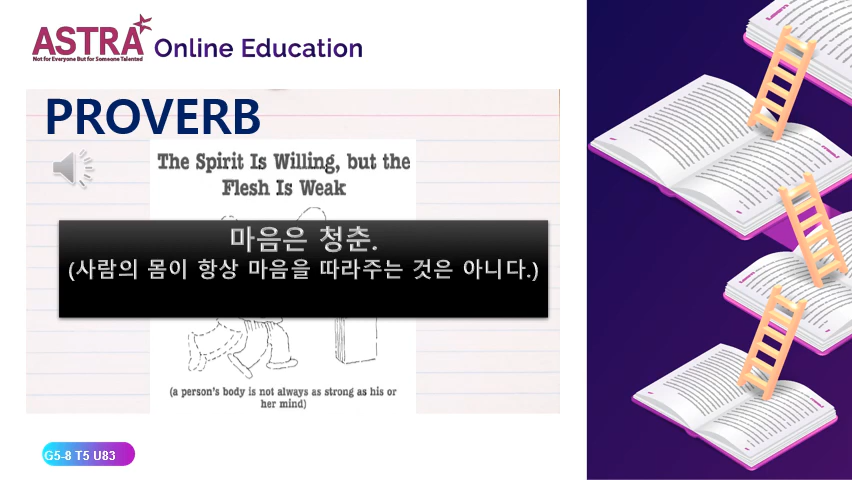 ASTRA
Not for Everyone But for Someone Talented
Online Education
PROVERB
The Spirit Is Willing, but the
Flesh Is Weak
마음은 청춘.
(사람의 몸이 항상 마음을 따라주는 것은 아니다.)
(a person's body is not always as strong as his or
her mind)
G5-8 T5 U83